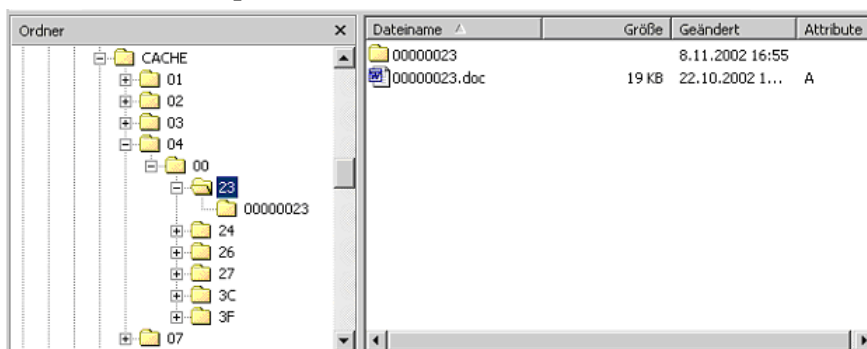 Ordner
CACHE
01
02
03
04
00
23
00000023
24
26
27
3C
3F
07
Dateiname Größe Geändert Attribute
00000023 8.11.2002 16:55
00000023.doc 19 KB 22.10.2002 1... A